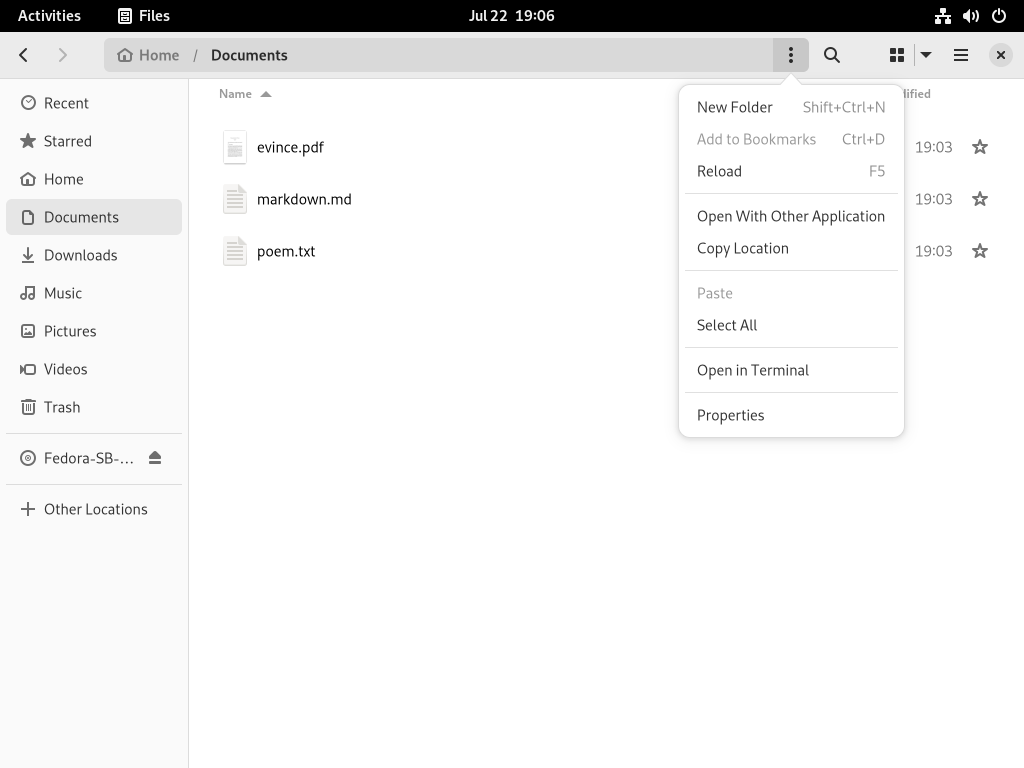 Activities Files Jul 22 19:06
Home / Documents
Recent
Starred
Home
Documents
Downloads
Music
Pictures
Videos
Trash
Fedora-SB-…
Other Locations
Name
evince.pdf 19:03
markdown.md 19:03
poem.txt 19:03
New Folder Shift+Ctrl+N
Add to Bookmarks Ctrl+D
Reload F5
Open With Other Application
Copy Location
Paste
Select All
Open in Terminal
Properties